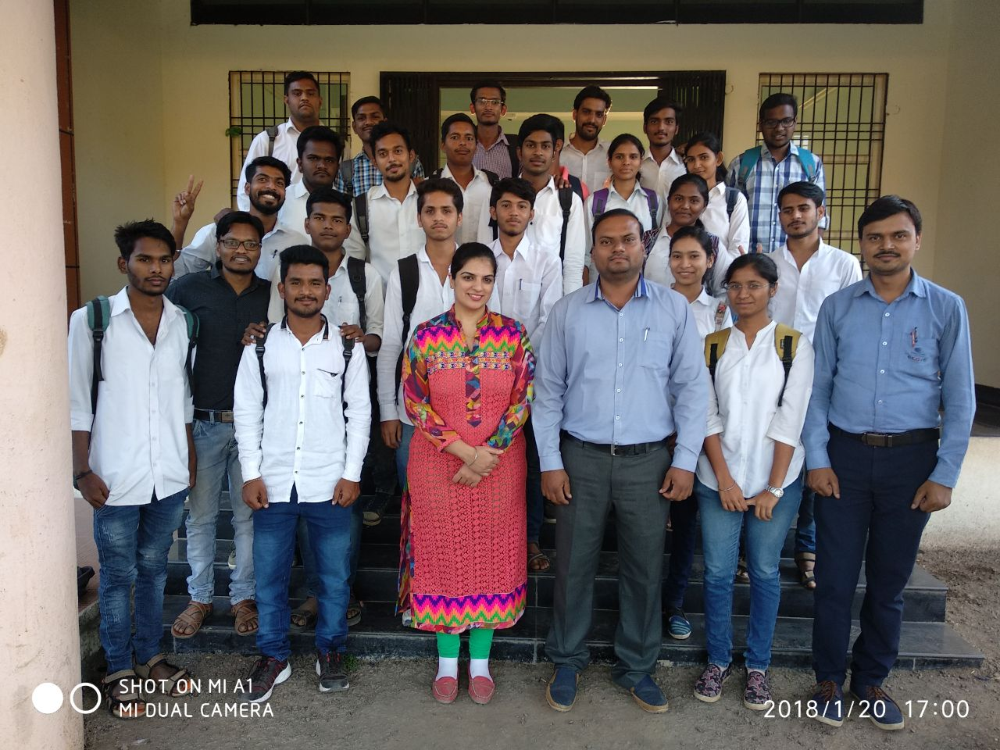 SHOT ON MI A1
MI DUAL CAMERA
2018/1/20 17:00